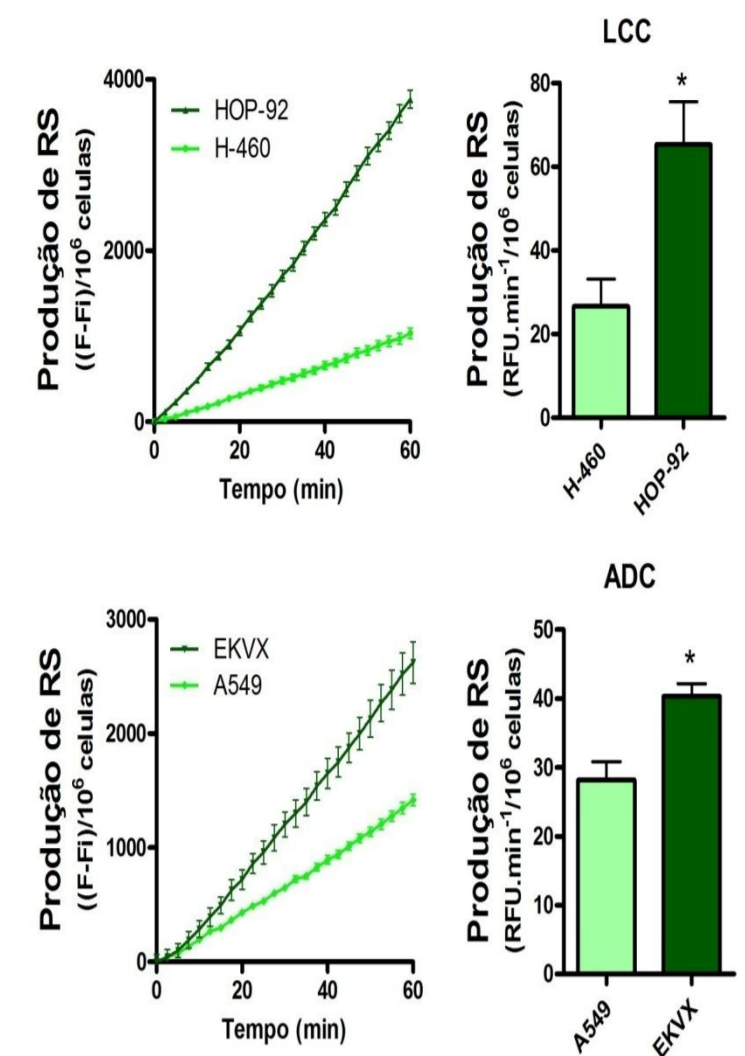 LCC
4000
2000
0
0 20 40 60
Tempo (min)
Produção de RS
((F-Fi)/10⁶ celulas)
HOP-92
H-460
80
60
40
20
0
Produção de RS
(RFU.min⁻¹/10⁶ celulas)
*
H-460
HOP-92
ADC
3000
2000
1000
0
0 20 40 60
Tempo (min)
Produção de RS
((F-Fi)/10⁶ celulas)
EKVX
A549
50
40
30
20
10
0
Produção de RS
(RFU.min⁻¹/10⁶ celulas)
*
A549
EKVX